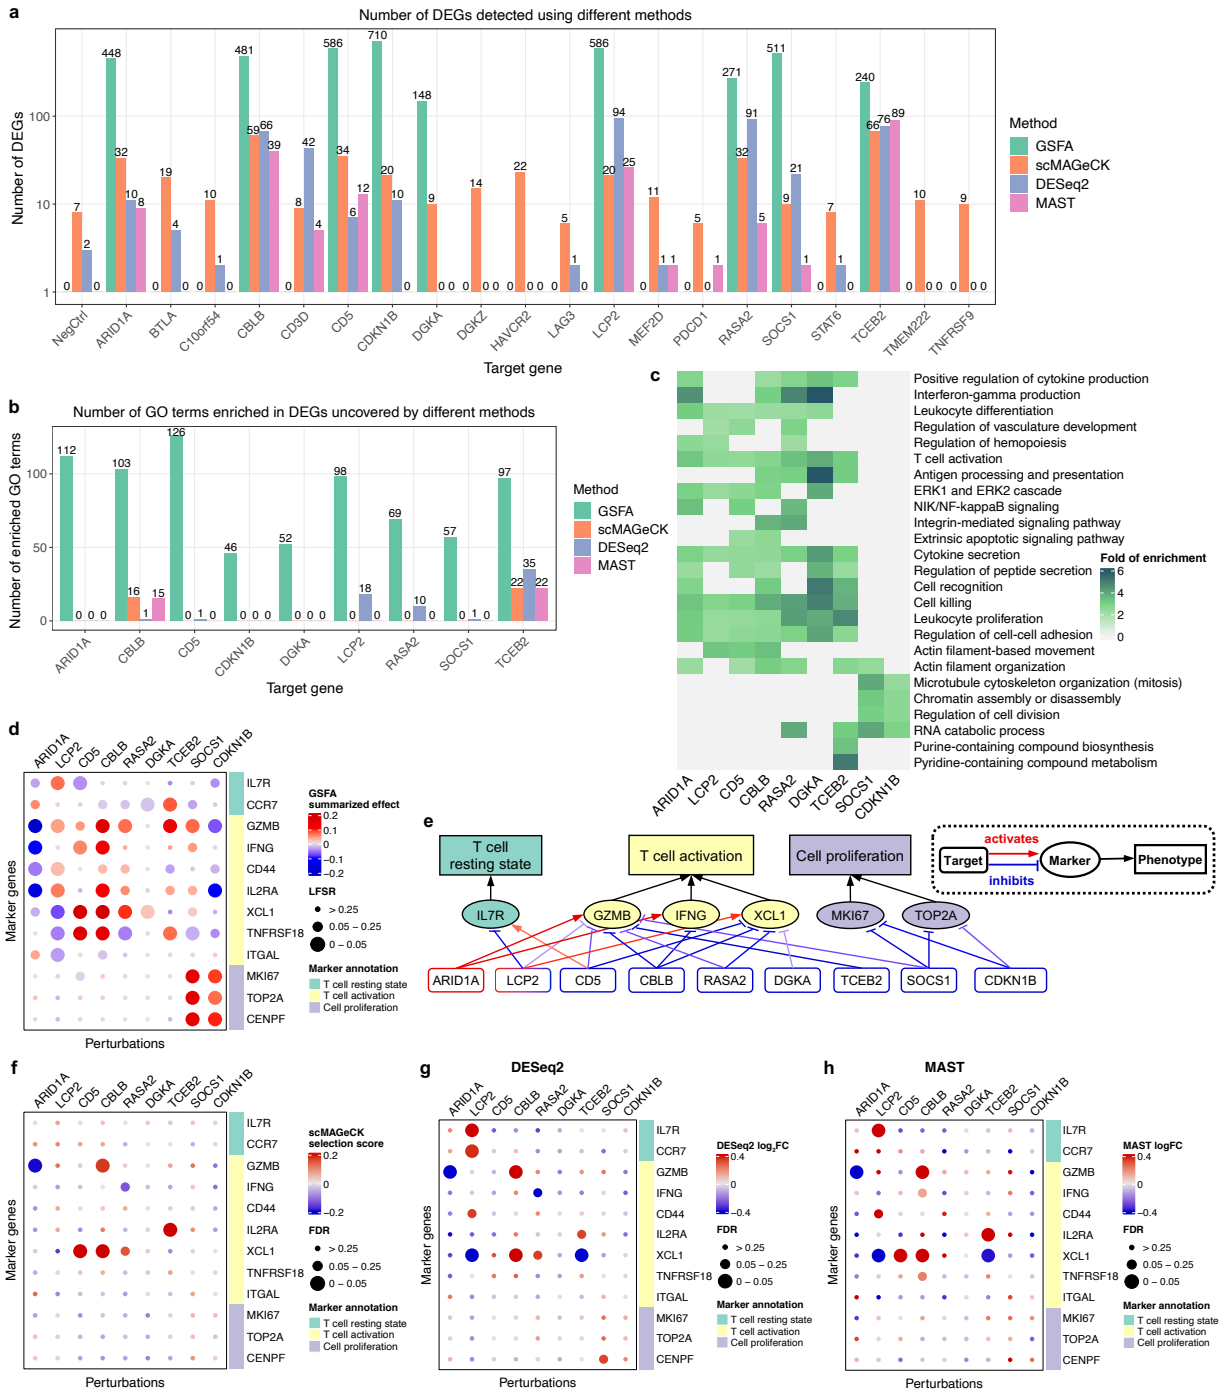 a
Number of DEGs detected using different methods
Number of DEGs
100
10
1
0 7 2 0
448 32 10 8
0 19 4 0
0 10 1 0
481 59 66 39
0 8 42 4
586 34 6 12
710 20 10 0
148 9 0 0
0 14 0 0
0 22 0 0
0 5 1 0
586 20 94 25
0 11 1 1
0 5 0 1
271 32 91 5
511 9 21 1
0 7 1 0
240 66 76 89
0 10 0 0
0 9 0 0
NegCtrl ARID1A BTLA C10orf54 CBLB CD3D CD5 CDKN1B DGKA DGKZ HAVCR2 LAG3 LCP2 MEF2D PDCD1 RASA2 SOCS1 STAT6 TCEB2 TMEM222 TNFRSF9
Target gene
Method
GSFA
scMAGeCK
DESeq2
MAST
b
Number of GO terms enriched in DEGs uncovered by different methods
Number of enriched GO terms
100
50
0
112 0 0 0
103 16 1 15
126 0 1 0
46 0 0 0
52 0 0 0
98 0 18 0
69 0 10 0
57 0 1 0
97 22 35 22
ARID1A CBLB CD5 CDKN1B DGKA LCP2 RASA2 SOCS1 TCEB2
Target gene
Method
GSFA
scMAGeCK
DESeq2
MAST
c
Positive regulation of cytokine production
Interferon-gamma production
Leukocyte differentiation
Regulation of vasculature development
Regulation of hemopoiesis
T cell activation
Antigen processing and presentation
ERK1 and ERK2 cascade
NIK/NF-kappaB signaling
Integrin-mediated signaling pathway
Extrinsic apoptotic signaling pathway
Cytokine secretion
Regulation of peptide secretion
Cell recognition
Cell killing
Leukocyte proliferation
Regulation of cell-cell adhesion
Actin filament-based movement
Actin filament organization
Microtubule cytoskeleton organization (mitosis)
Chromatin assembly or disassembly
Regulation of cell division
RNA catabolic process
Purine-containing compound biosynthesis
Pyridine-containing compound metabolism
ARID1A LCP2 CD5 CBLB RASA2 DGKA TCEB2 SOCS1 CDKN1B
Fold of enrichment
6
4
2
0
d
ARID1A LCP2 CD5 CBLB RASA2 DGKA TCEB2 SOCS1 CDKN1B
Marker genes
IL7R
CCR7
GZMB
IFNG
CD44
IL2RA
XCL1
TNFRSF18
ITGAL
MKI67
TOP2A
CENPF
Perturbations
GSFA
summarized effect
0.2
0.1
0
−0.1
−0.2
LFSR
> 0.25
0.05 - 0.25
0 - 0.05
Marker annotation
T cell resting state
T cell activation
Cell proliferation
e
T cell
resting state
T cell activation
Cell proliferation
IL7R GZMB IFNG XCL1 MKI67 TOP2A
ARID1A LCP2 CD5 CBLB RASA2 DGKA TCEB2 SOCS1 CDKN1B
activates
Target Marker Phenotype
inhibits
f
ARID1A LCP2 CD5 CBLB RASA2 DGKA TCEB2 SOCS1 CDKN1B
Marker genes
IL7R
CCR7
GZMB
IFNG
CD44
IL2RA
XCL1
TNFRSF18
ITGAL
MKI67
TOP2A
CENPF
Perturbations
scMAGeCK
selection score
0.2
0
−0.2
FDR
> 0.25
0.05 - 0.25
0 - 0.05
Marker annotation
T cell resting state
T cell activation
Cell proliferation
g
DESeq2
ARID1A LCP2 CD5 CBLB RASA2 DGKA TCEB2 SOCS1 CDKN1B
Marker genes
IL7R
CCR7
GZMB
IFNG
CD44
IL2RA
XCL1
TNFRSF18
ITGAL
MKI67
TOP2A
CENPF
Perturbations
DESeq2 log₂FC
0.4
0
−0.4
FDR
> 0.25
0.05 - 0.25
0 - 0.05
Marker annotation
T cell resting state
T cell activation
Cell proliferation
h
MAST
ARID1A LCP2 CD5 CBLB RASA2 DGKA TCEB2 SOCS1 CDKN1B
Marker genes
IL7R
CCR7
GZMB
IFNG
CD44
IL2RA
XCL1
TNFRSF18
ITGAL
MKI67
TOP2A
CENPF
Perturbations
MAST logFC
0.4
0
−0.4
FDR
> 0.25
0.05 - 0.25
0 - 0.05
Marker annotation
T cell resting state
T cell activation
Cell proliferation